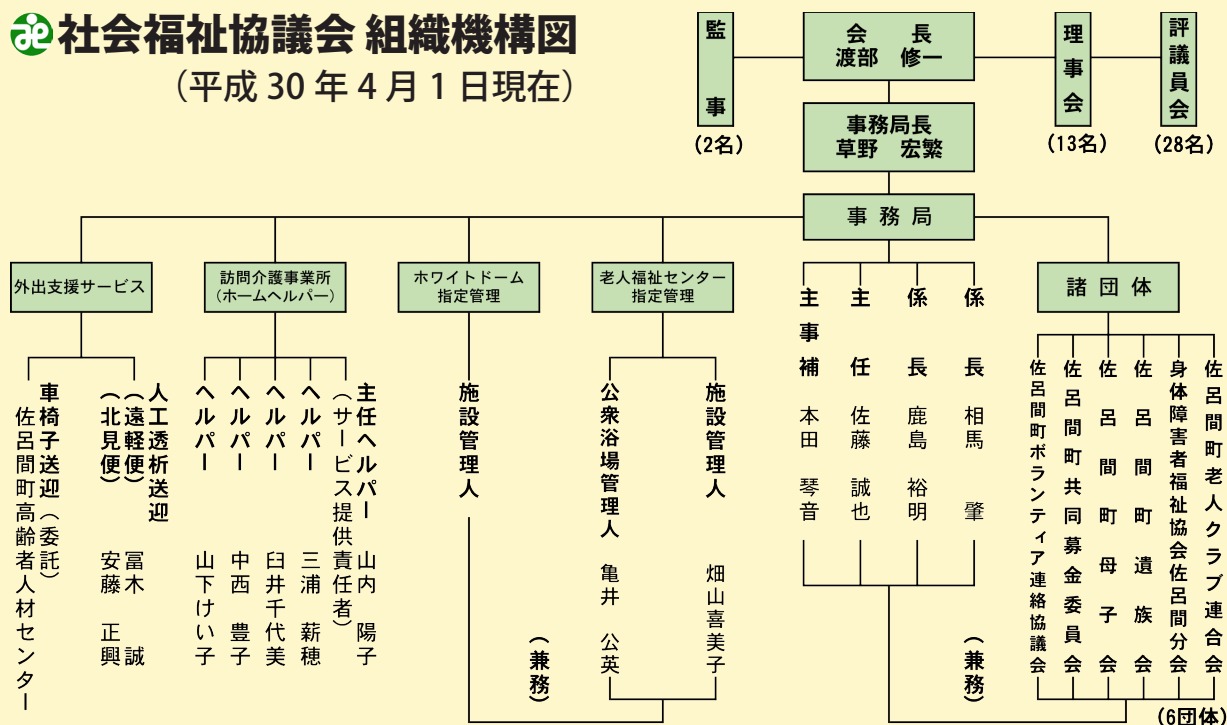 社会福祉協議会 組織機構図
（平成 30 年 4 月 1 日現在）
監事
(2名)
会長
渡部 修一
理事会
(13名)
評議員会
(28名)
事務局長
草野 宏繁
事務局
外出支援サービス
訪問介護事業所
（ホームヘルパー）
ホワイトドーム
指定管理
老人福祉センター
指定管理
諸団体
人工透析送迎
（遠軽便） 冨木 誠
（北見便） 安藤 正興
車椅子送迎（委託）
佐呂間町高齢者人材センター
主任ヘルパー 山内 陽子
（サービス提供責任者）
ヘルパー 三浦 薪穂
ヘルパー 臼井千代美
ヘルパー 中西 豊子
ヘルパー 山下けい子
施設管理人
（兼務）
施設管理人 畑山喜美子
公衆浴場管理人 亀井 公英
係長 相馬 肇
係長 鹿島 裕明
主任 佐藤 誠也
主事補 本田 琴音
（兼務）
佐呂間町老人クラブ連合会
身体障害者福祉協会佐呂間分会
佐呂間町遺族会
佐呂間町母子会
佐呂間町共同募金委員会
佐呂間町ボランティア連絡協議会
(6団体)